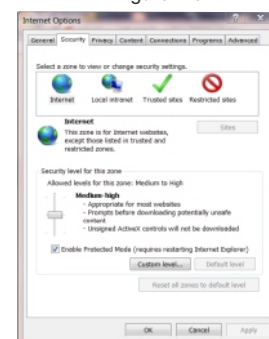 Internet Options
General Security Privacy Content Connections Programs Advanced
Select a zone to view or change security settings.
Internet Local intranet Trusted sites Restricted sites
Internet
This zone is for Internet websites,
except those listed in trusted and
restricted zones.
Sites
Security level for this zone
Allowed levels for this zone: Medium to High
Medium-high
- Appropriate for most websites
- Prompts before downloading potentially unsafe
content
- Unsigned ActiveX controls will not be downloaded
Enable Protected Mode (requires restarting Internet Explorer)
Custom level... Default level
Reset all zones to default level
OK Cancel Apply